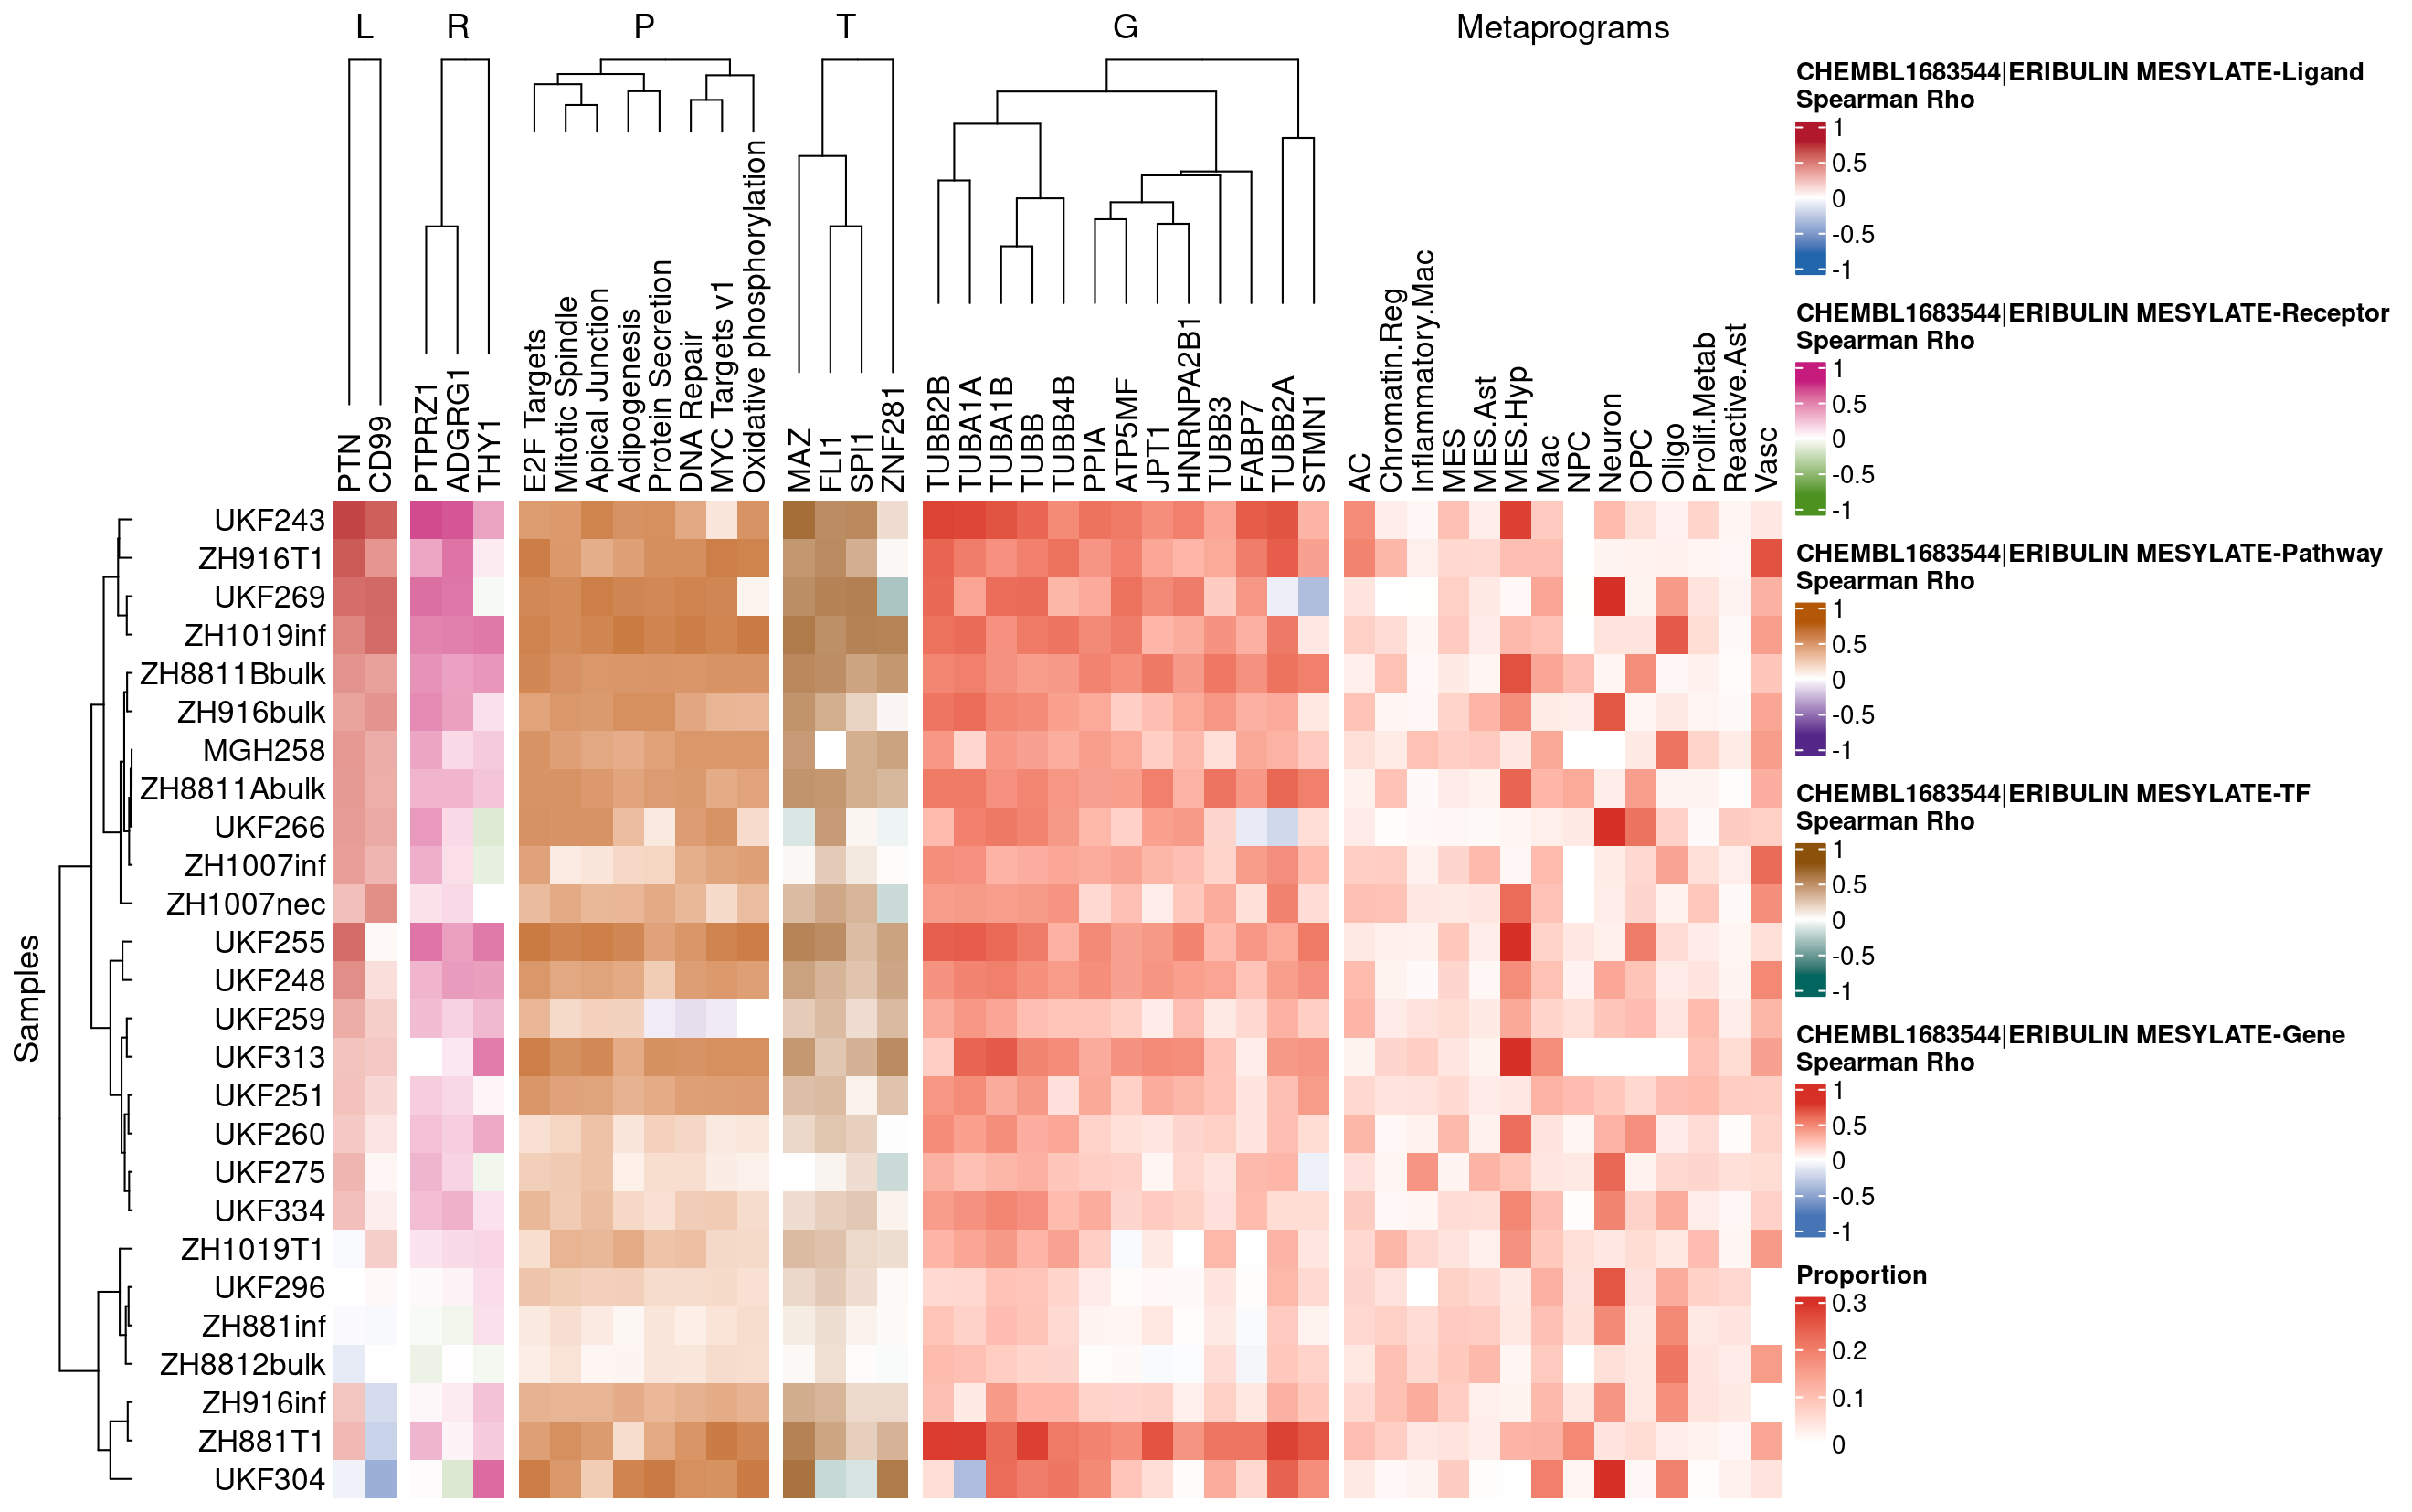 L R P T G Metaprograms
PTN
CD99
PTPRZ1
ADGRG1
THY1
E2F Targets
Mitotic Spindle
Apical Junction
Adipogenesis
Protein Secretion
DNA Repair
MYC Targets v1
Oxidative phosphorylation
MAZ
FLI1
SPI1
ZNF281
TUBB2B
TUBA1A
TUBA1B
TUBB
TUBB4B
PPIA
ATP5MF
JPT1
HNRNPA2B1
TUBB3
FABP7
TUBB2A
STMN1
AC
Chromatin.Reg
Inflammatory.Mac
MES
MES.Ast
MES.Hyp
Mac
NPC
Neuron
OPC
Oligo
Prolif.Metab
Reactive.Ast
Vasc
Samples
UKF243
ZH916T1
UKF269
ZH1019inf
ZH8811Bbulk
ZH916bulk
MGH258
ZH8811Abulk
UKF266
ZH1007inf
ZH1007nec
UKF255
UKF248
UKF259
UKF313
UKF251
UKF260
UKF275
UKF334
ZH1019T1
UKF296
ZH881inf
ZH8812bulk
ZH916inf
ZH881T1
UKF304
CHEMBL1683544|ERIBULIN MESYLATE-Ligand
Spearman Rho
1
0.5
0
-0.5
-1
CHEMBL1683544|ERIBULIN MESYLATE-Receptor
Spearman Rho
1
0.5
0
-0.5
-1
CHEMBL1683544|ERIBULIN MESYLATE-Pathway
Spearman Rho
1
0.5
0
-0.5
-1
CHEMBL1683544|ERIBULIN MESYLATE-TF
Spearman Rho
1
0.5
0
-0.5
-1
CHEMBL1683544|ERIBULIN MESYLATE-Gene
Spearman Rho
1
0.5
0
-0.5
-1
Proportion
0.3
0.2
0.1
0